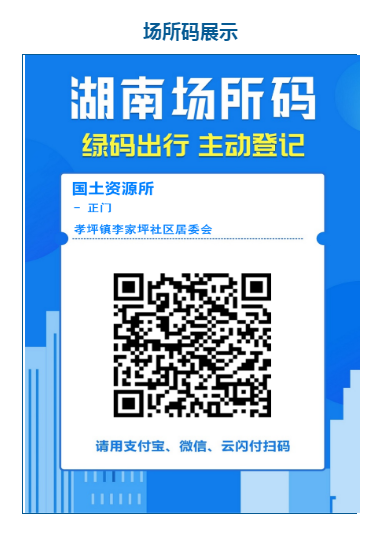 场所码展示
湖南场所码
绿码出行 主动登记
国土资源所
- 正门
孝坪镇李家坪社区居委会
请用支付宝、微信、云闪付扫码